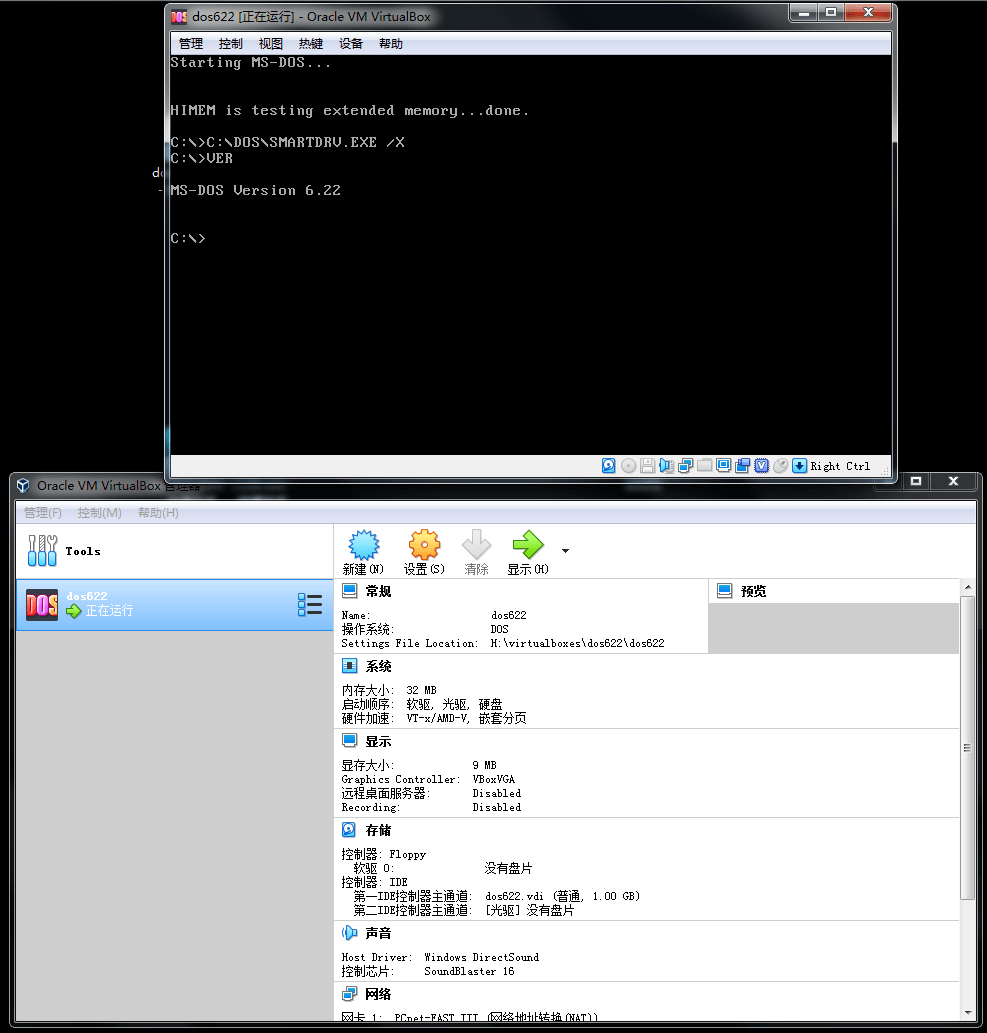 dos622 [正在运行] - Oracle VM VirtualBox
管理 控制 视图 热键 设备 帮助
Starting MS-DOS...
HIMEM is testing extended memory...done.
C:\>C:\DOS\SMARTDRV.EXE /X
C:\>VER
MS-DOS Version 6.22
C:\>
Right Ctrl
Oracle VM VirtualBox 管理器
管理(F) 控制(M) 帮助(H)
Tools
新建(N) 设置(S) 清除 显示(H)
dos622
正在运行
常规
Name: dos622
操作系统: DOS
Settings File Location: H:\virtualboxes\dos622\dos622
预览
系统
内存大小: 32 MB
启动顺序: 软驱, 光驱, 硬盘
硬件加速: VT-x/AMD-V, 嵌套分页
显示
显存大小: 9 MB
Graphics Controller: VBoxVGA
远程桌面服务器: Disabled
Recording: Disabled
存储
控制器: Floppy
软驱 0: 没有盘片
控制器: IDE
第一IDE控制器主通道: dos622.vdi (普通, 1.00 GB)
第二IDE控制器主通道: [光驱] 没有盘片
声音
Host Driver: Windows DirectSound
控制芯片: SoundBlaster 16
网络
网卡 1: PCnet-FAST III (网络地址转换(NAT))